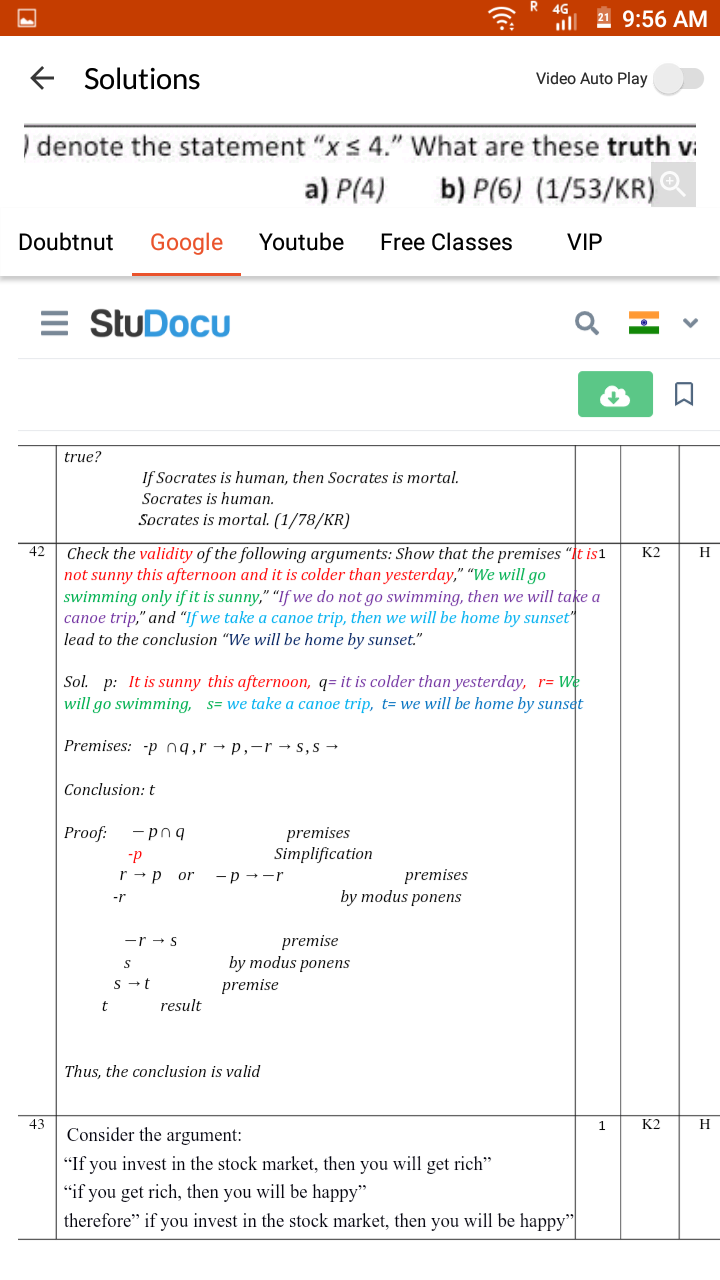 R 4G 21 9:56 AM
Solutions Video Auto Play
) denote the statement “x ≤ 4.” What are these truth
a) P(4) b) P(6) (1/53/KR)
Doubtnut Google Youtube Free Classes VIP
StuDocu
true?
If Socrates is human, then Socrates is mortal.
Socrates is human.
Socrates is mortal. (1/78/KR)
42 Check the validity of the following arguments: Show that the premises “It is 1 K2 H
not sunny this afternoon and it is colder than yesterday,” “We will go
swimming only if it is sunny,” “If we do not go swimming, then we will take a
canoe trip,” and “If we take a canoe trip, then we will be home by sunset”
lead to the conclusion “We will be home by sunset.”
Sol. p: It is sunny this afternoon, q= it is colder than yesterday, r= We
will go swimming, s= we take a canoe trip, t= we will be home by sunset
Premises: -p ∩ q , r → p , − r → s , s →
Conclusion: t
Proof: − p ∩ q premises
-p Simplification
r → p or − p → − r premises
-r by modus ponens
− r → s premise
s by modus ponens
s → t premise
t result
Thus, the conclusion is valid
43 Consider the argument: 1 K2 H
“If you invest in the stock market, then you will get rich”
“if you get rich, then you will be happy”
therefore” if you invest in the stock market, then you will be happy”